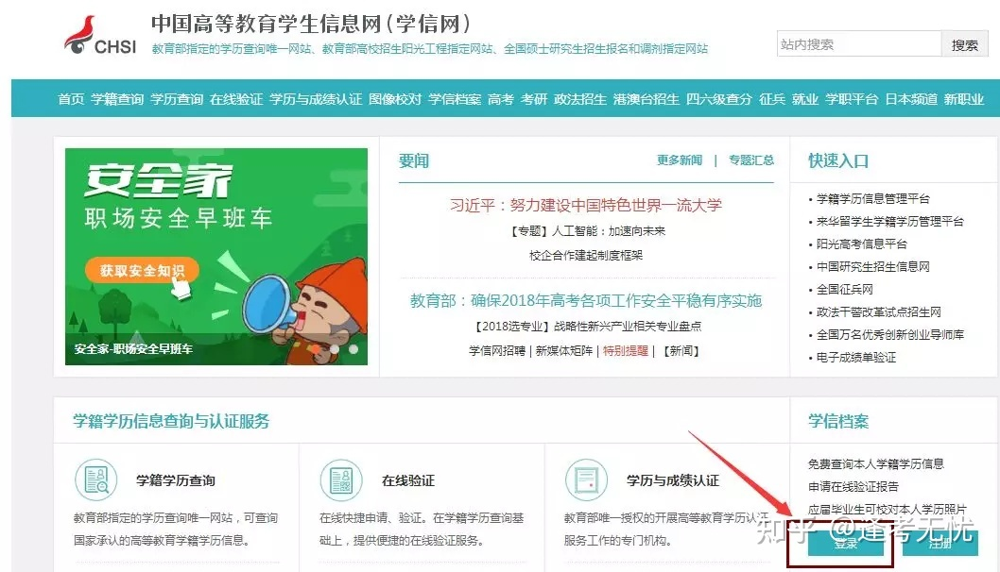 中国高等教育学生信息网(学信网)
CHSI
教育部指定的学历查询唯一网站、教育部高校招生阳光工程指定网站、全国硕士研究生招生报名和调剂指定网站
站内搜索 搜索
首页 学籍查询 学历查询 在线验证 学历与成绩认证 图像校对 学信档案 高考 考研 政法招生 港澳台招生 四六级查分 征兵 就业 学职平台 日本频道 新职业
安全家
职场安全早班车
获取安全知识
安全家-职场安全早班车
要闻 更多新闻 | 专题汇总
习近平:努力建设中国特色世界一流大学
【专题】人工智能:加速向未来
校企合作建起制度框架
教育部:确保2018年高考各项工作安全平稳有序实施
【2018选专业】战略性新兴产业相关专业盘点
学信网招聘 | 新媒体矩阵 | 特别提醒 | 【新闻】
快速入口
• 学籍学历信息管理平台
• 来华留学生学籍学历管理平台
• 阳光高考信息平台
• 中国研究生招生信息网
• 全国征兵网
• 政法干警改革试点招生网
• 全国万名优秀创新创业导师库
• 电子成绩单验证
学籍学历信息查询与认证服务
学籍学历查询
教育部指定的学历查询唯一网站,可查询
国家承认的高等教育学籍学历信息。
在线验证
在线快捷申请、验证。在学籍学历查询基
础上,提供便捷的在线验证服务。
学历与成绩认证
教育部唯一授权的开展高等教育学历认证
服务工作的专门机构。
学信档案
免费查询本人学籍学历信息
申请在线验证报告
应届毕业生可校对本人学历照片
登录 注册
知乎 @逢考无忧